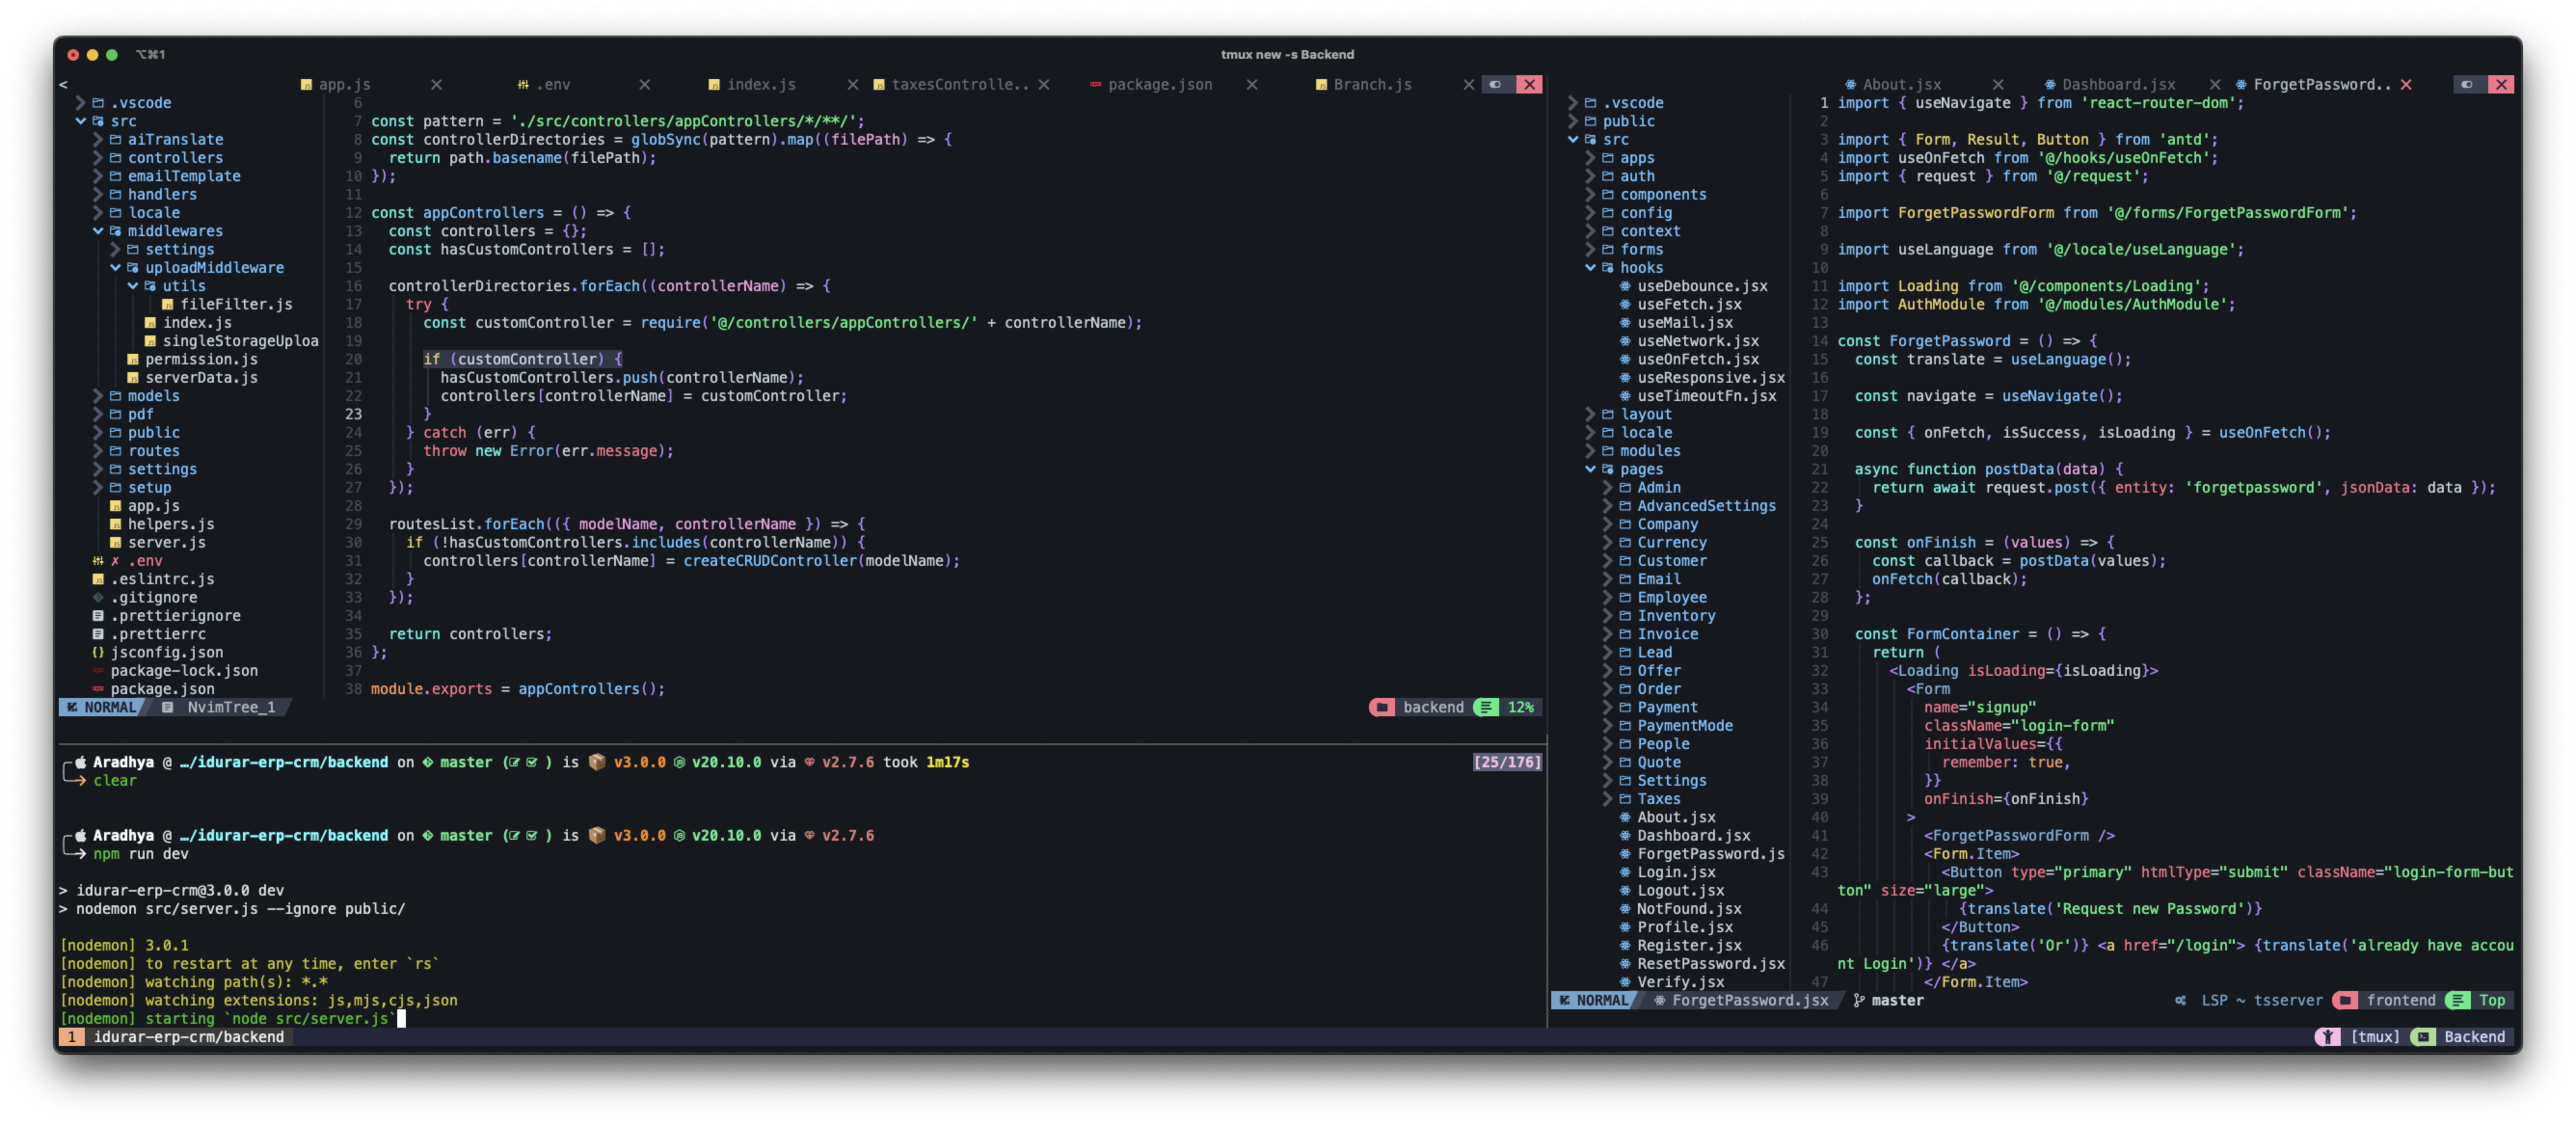 ⌥⌘1
tmux new -s Backend
< app.js .env index.js taxesControlle.. package.json Branch.js
.vscode
src
aiTranslate
controllers
emailTemplate
handlers
locale
middlewares
settings
uploadMiddleware
utils
fileFilter.js
index.js
singleStorageUploa
permission.js
serverData.js
models
pdf
public
routes
settings
setup
app.js
helpers.js
server.js
✗ .env
.eslintrc.js
.gitignore
.prettierignore
.prettierrc
{} jsconfig.json
package-lock.json
package.json
6
7 const pattern = './src/controllers/appControllers/*/**/';
8 const controllerDirectories = globSync(pattern).map((filePath) => {
9 return path.basename(filePath);
10 });
11
12 const appControllers = () => {
13 const controllers = {};
14 const hasCustomControllers = [];
15
16 controllerDirectories.forEach((controllerName) => {
17 try {
18 const customController = require('@/controllers/appControllers/' + controllerName);
19
20 if (customController) {
21 hasCustomControllers.push(controllerName);
22 controllers[controllerName] = customController;
23 }
24 } catch (err) {
25 throw new Error(err.message);
26 }
27 });
28
29 routesList.forEach(({ modelName, controllerName }) => {
30 if (!hasCustomControllers.includes(controllerName)) {
31 controllers[controllerName] = createCRUDController(modelName);
32 }
33 });
34
35 return controllers;
36 };
37
38 module.exports = appControllers();
NORMAL NvimTree_1 backend 12%
Aradhya @ …/idurar-erp-crm/backend on master ( ) is v3.0.0 v20.10.0 via v2.7.6 took 1m17s [25/176]
clear
Aradhya @ …/idurar-erp-crm/backend on master ( ) is v3.0.0 v20.10.0 via v2.7.6
npm run dev
> idurar-erp-crm@3.0.0 dev
> nodemon src/server.js --ignore public/
[nodemon] 3.0.1
[nodemon] to restart at any time, enter `rs`
[nodemon] watching path(s): *.*
[nodemon] watching extensions: js,mjs,cjs,json
[nodemon] starting `node src/server.js`
About.jsx Dashboard.jsx ForgetPassword..
.vscode
public
src
apps
auth
components
config
context
forms
hooks
useDebounce.jsx
useFetch.jsx
useMail.jsx
useNetwork.jsx
useOnFetch.jsx
useResponsive.jsx
useTimeoutFn.jsx
layout
locale
modules
pages
Admin
AdvancedSettings
Company
Currency
Customer
Email
Employee
Inventory
Invoice
Lead
Offer
Order
Payment
PaymentMode
People
Quote
Settings
Taxes
About.jsx
Dashboard.jsx
ForgetPassword.js
Login.jsx
Logout.jsx
NotFound.jsx
Profile.jsx
Register.jsx
ResetPassword.jsx
Verify.jsx
1 import { useNavigate } from 'react-router-dom';
2
3 import { Form, Result, Button } from 'antd';
4 import useOnFetch from '@/hooks/useOnFetch';
5 import { request } from '@/request';
6
7 import ForgetPasswordForm from '@/forms/ForgetPasswordForm';
8
9 import useLanguage from '@/locale/useLanguage';
10
11 import Loading from '@/components/Loading';
12 import AuthModule from '@/modules/AuthModule';
13
14 const ForgetPassword = () => {
15 const translate = useLanguage();
16
17 const navigate = useNavigate();
18
19 const { onFetch, isSuccess, isLoading } = useOnFetch();
20
21 async function postData(data) {
22 return await request.post({ entity: 'forgetpassword', jsonData: data });
23 }
24
25 const onFinish = (values) => {
26 const callback = postData(values);
27 onFetch(callback);
28 };
29
30 const FormContainer = () => {
31 return (
32 <Loading isLoading={isLoading}>
33 <Form
34 name="signup"
35 className="login-form"
36 initialValues={{
37 remember: true,
38 }}
39 onFinish={onFinish}
40 >
41 <ForgetPasswordForm />
42 <Form.Item>
43 <Button type="primary" htmlType="submit" className="login-form-but
ton" size="large">
44 {translate('Request new Password')}
45 </Button>
46 {translate('Or')} <a href="/login"> {translate('already have accou
nt Login')} </a>
47 </Form.Item>
NORMAL ForgetPassword.jsx master LSP ~ tsserver frontend Top
1 idurar-erp-crm/backend [tmux] Backend